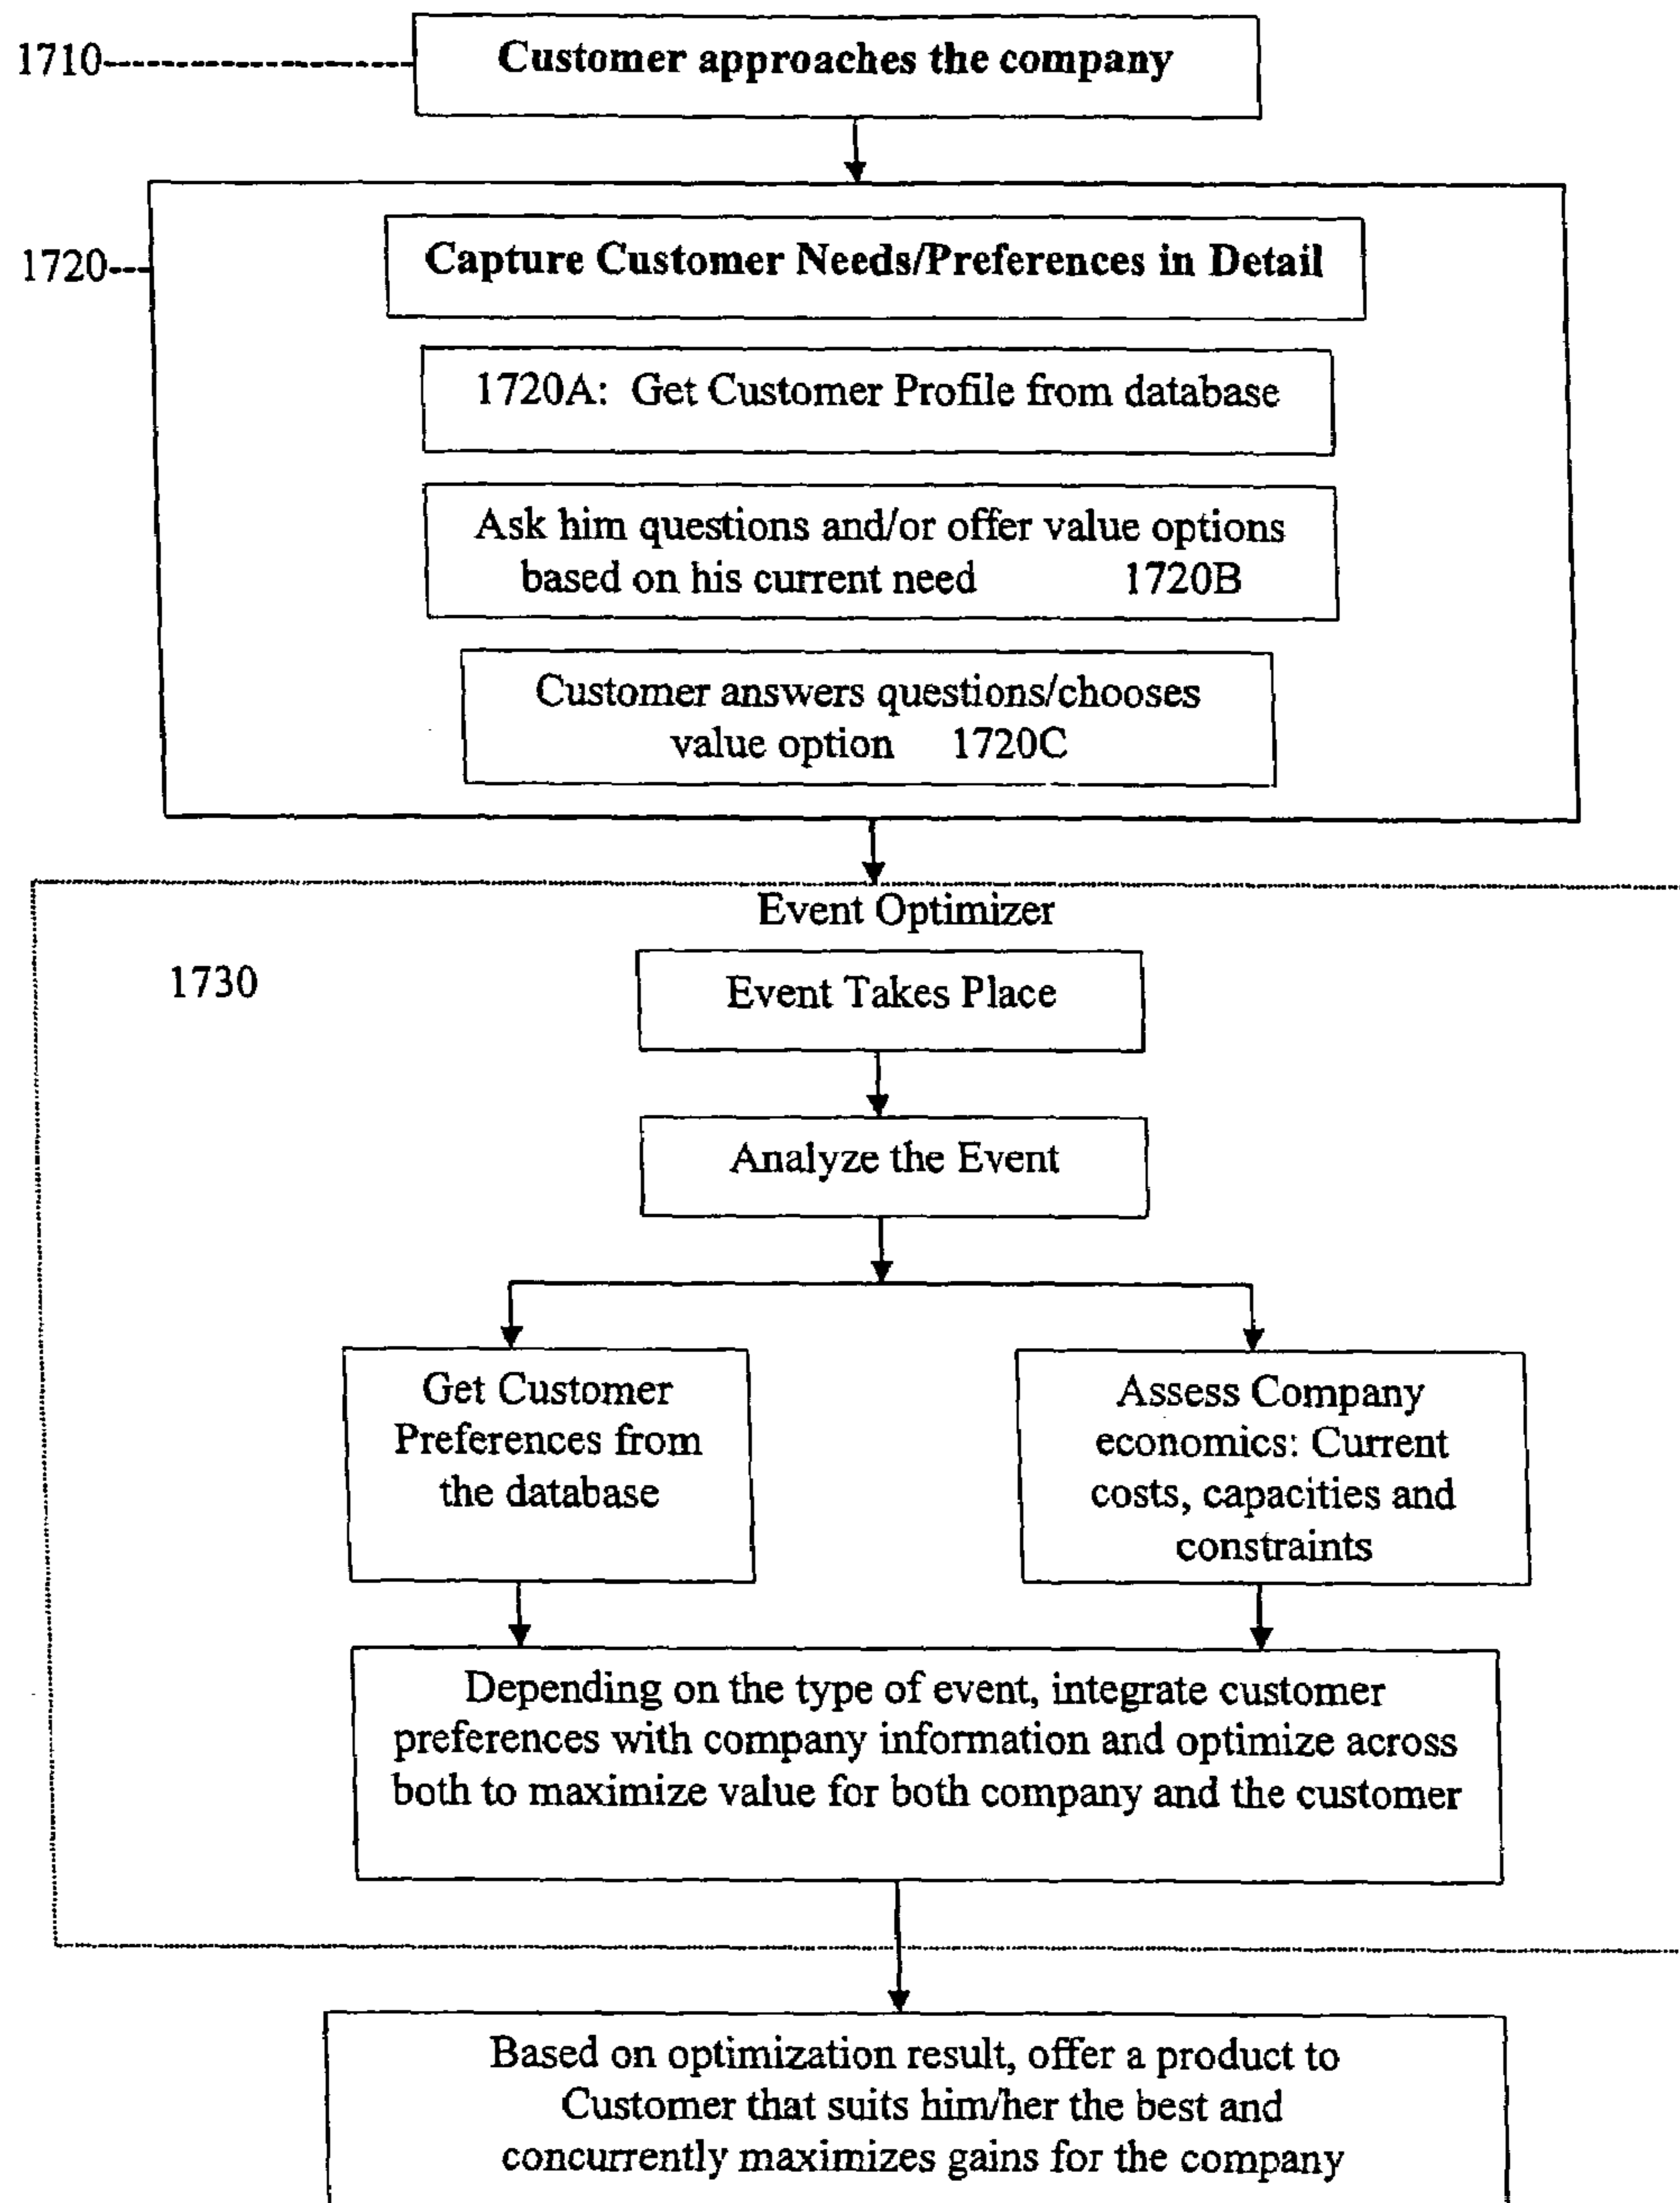 1710
Customer approaches the company
1720
Capture Customer Needs/Preferences in Detail
1720A: Get Customer Profile from database
Ask him questions and/or offer value options
based on his current need 1720B
Customer answers questions/chooses
value option 1720C
Event Optimizer
1730
Event Takes Place
Analyze the Event
Get Customer
Preferences from
the database
Assess Company
economics: Current
costs, capacities and
constraints
Depending on the type of event, integrate customer
preferences with company information and optimize across
both to maximize value for both company and the customer
Based on optimization result, offer a product to
Customer that suits him/her the best and
concurrently maximizes gains for the company